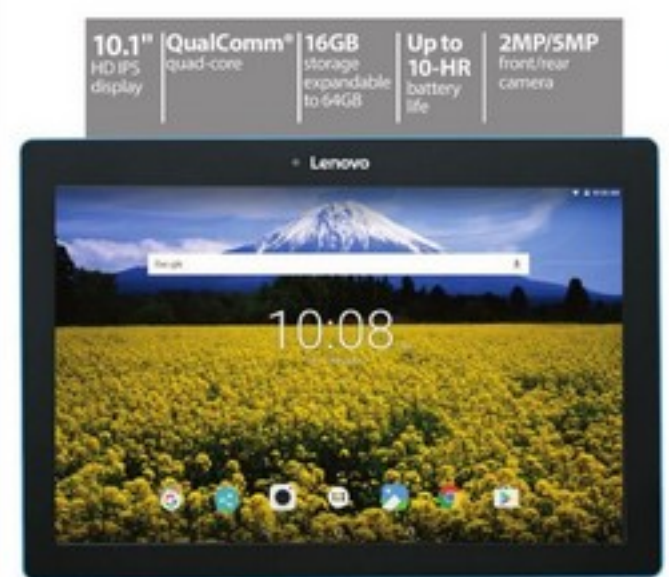 10.1"
HD IPS
display
QualComm®
quad-core
16GB
storage
expandable
to 64GB
Up to
10-HR
battery
life
2MP/5MP
front/rear
camera
Lenovo
Google
10:08